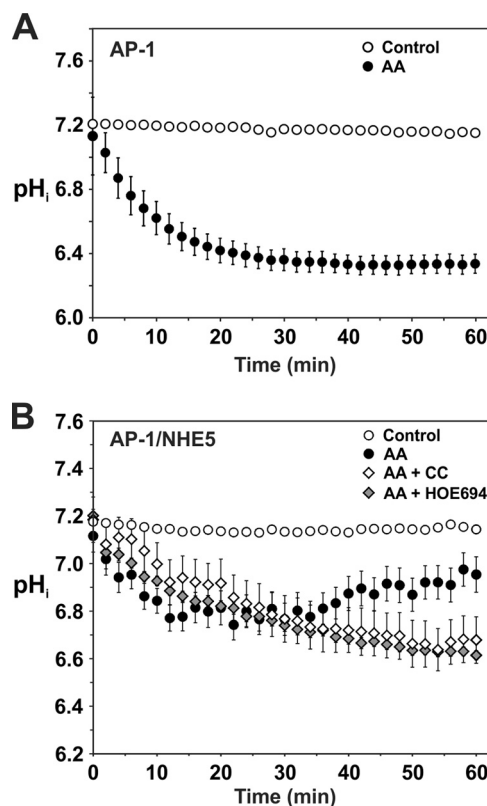 A
AP-1
Control
AA
7.6
7.2
6.8
6.4
6.0
pHi
0 10 20 30 40 50 60
Time (min)
B
AP-1/NHE5
Control
AA
AA + CC
AA + HOE694
7.6
7.4
7.2
7.0
6.8
6.6
6.4
6.2
pHi
0 10 20 30 40 50 60
Time (min)